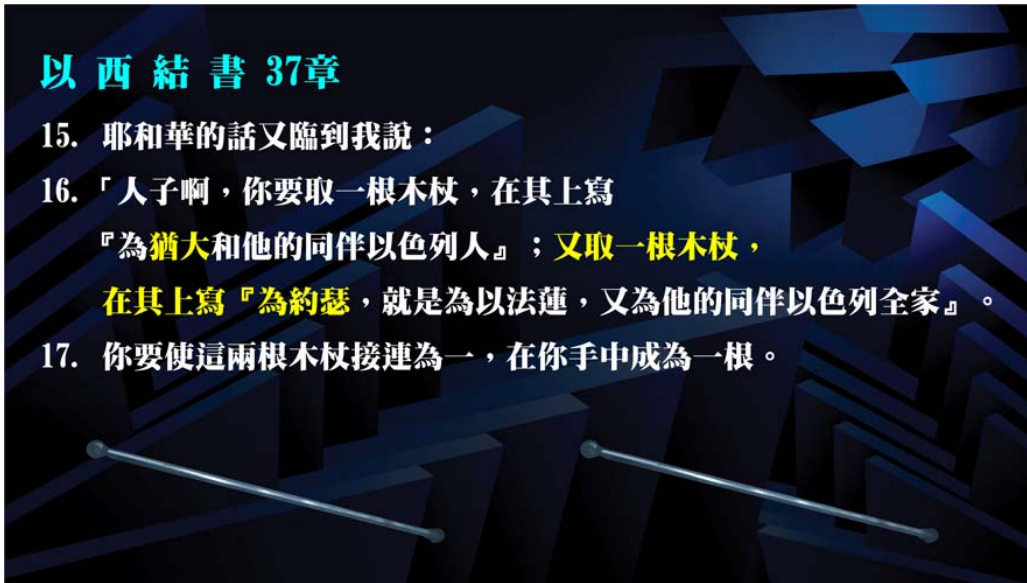 以 西 結 書 37章
15. 耶和華的話又臨到我說：
16. 「人子啊，你要取一根木杖，在其上寫
『為猶大和他的同伴以色列人』；又取一根木杖，
在其上寫『為約瑟，就是為以法蓮，又為他的同伴以色列全家』。
17. 你要使這兩根木杖接連為一，在你手中成為一根。